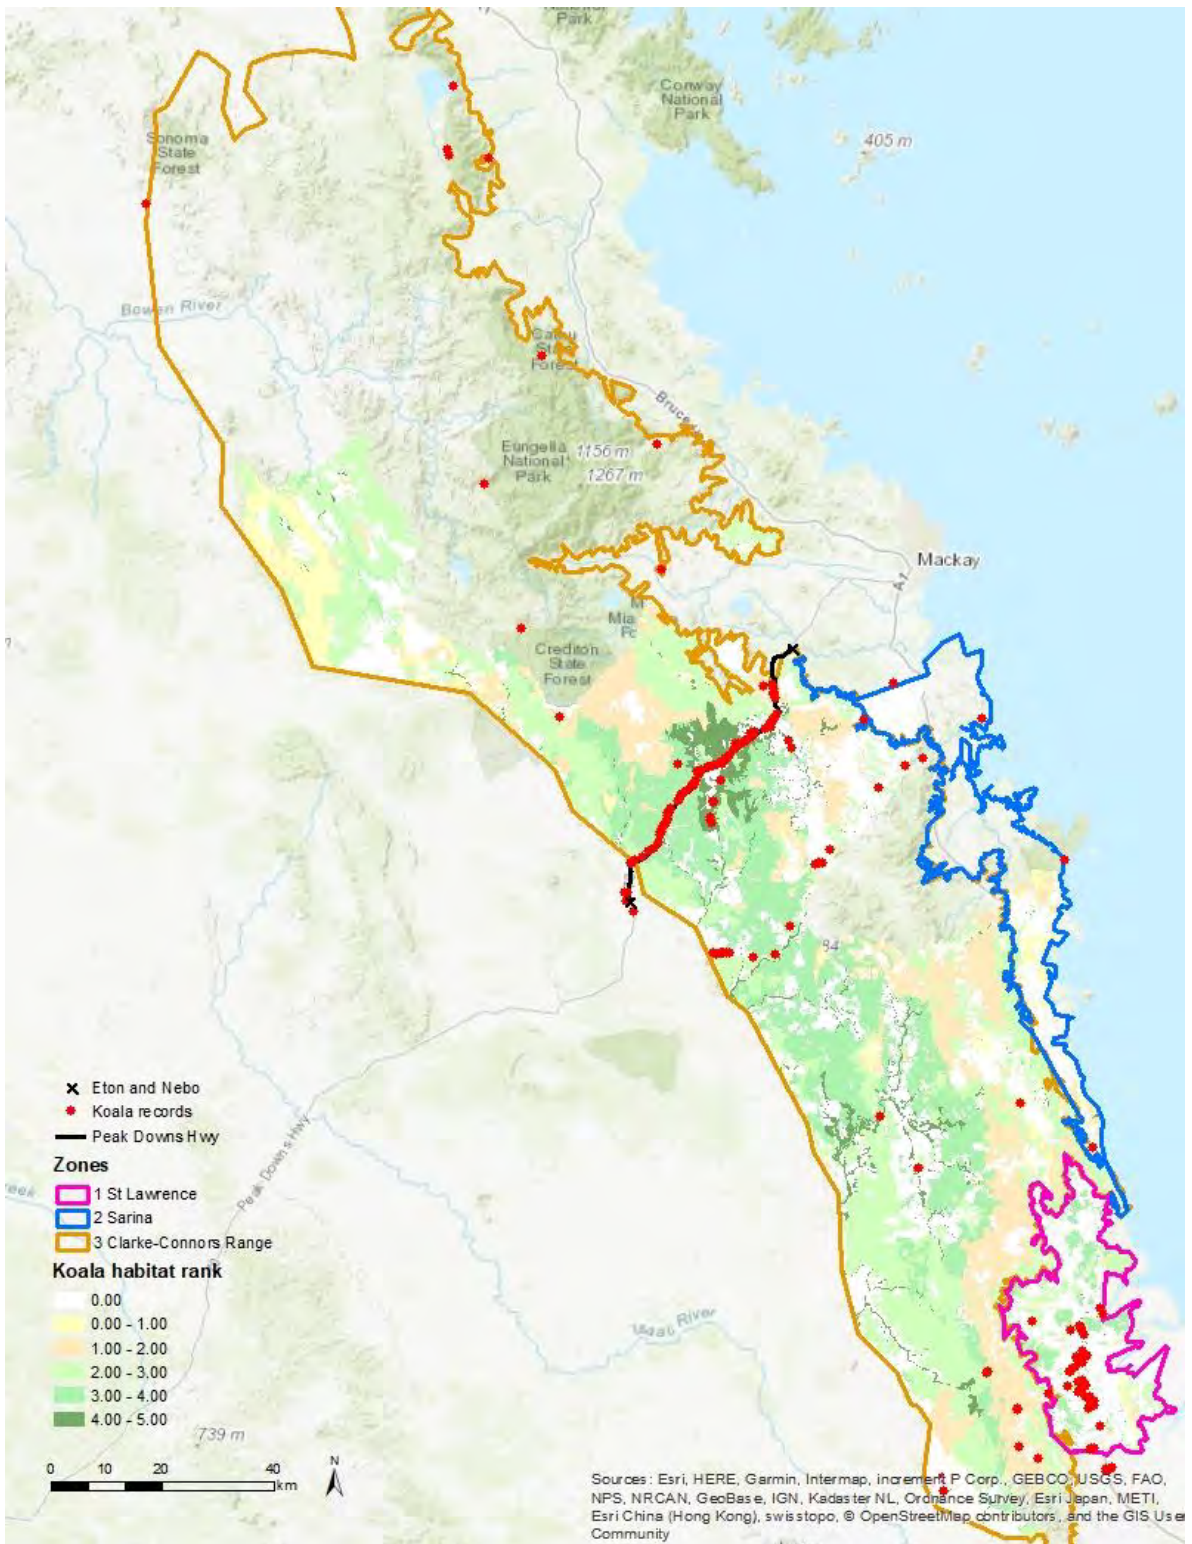 Park
Conway
National
Park
405 m
Sonoma
State
Forest
Bowen River
State
Forest
Bruce
Eungella
National
Park
1156 m
1267 m
Mackay
A1
M
Mia
Fc
Crediton
State
Forest
84
Eton and Nebo
Koala records
Peak Downs Hwy
Zones
1 St Lawrence
2 Sarina
3 Clarke-Connors Range
Koala habitat rank
0.00
0.00 - 1.00
1.00 - 2.00
2.00 - 3.00
3.00 - 4.00
4.00 - 5.00
Peak Downs Hwy
eek
Isaac River
739 m
0 10 20 40
km
N
Sources: Esri, HERE, Garmin, Intermap, increment P Corp., GEBCO, USGS, FAO,
NPS, NRCAN, GeoBase, IGN, Kadaster NL, Ordnance Survey, Esri Japan, METI,
Esri China (Hong Kong), swisstopo, © OpenStreetMap contributors, and the GIS User
Community